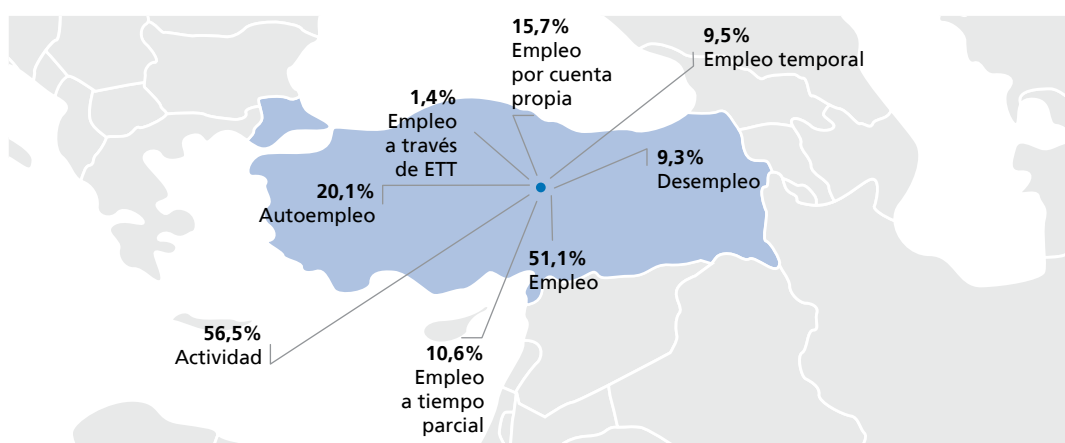 15,7%
Empleo
por cuenta
propia
9,5%
Empleo temporal
1,4%
Empleo
a través
de ETT
9,3%
Desempleo
20,1%
Autoempleo
51,1%
Empleo
56,5%
Actividad
10,6%
Empleo
a tiempo
parcial